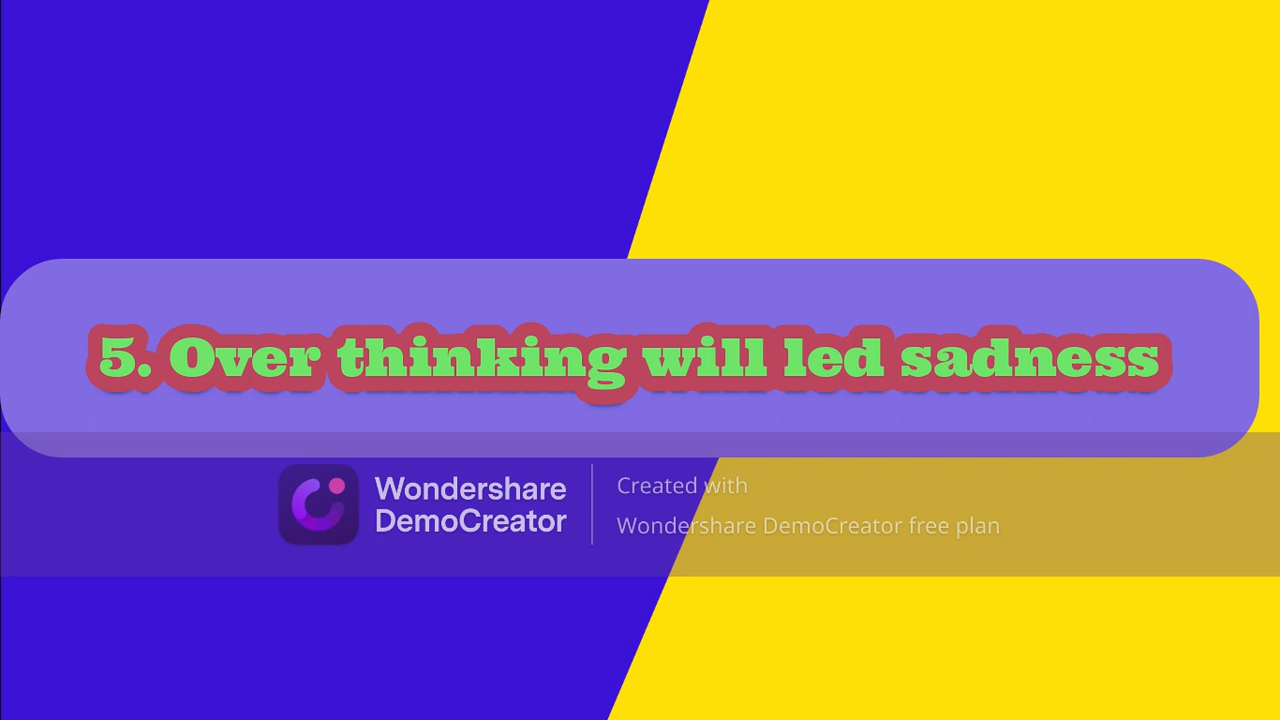 5. Over thinking will led sadness
Wondershare
DemoCreator
Created with
Wondershare DemoCreator free plan